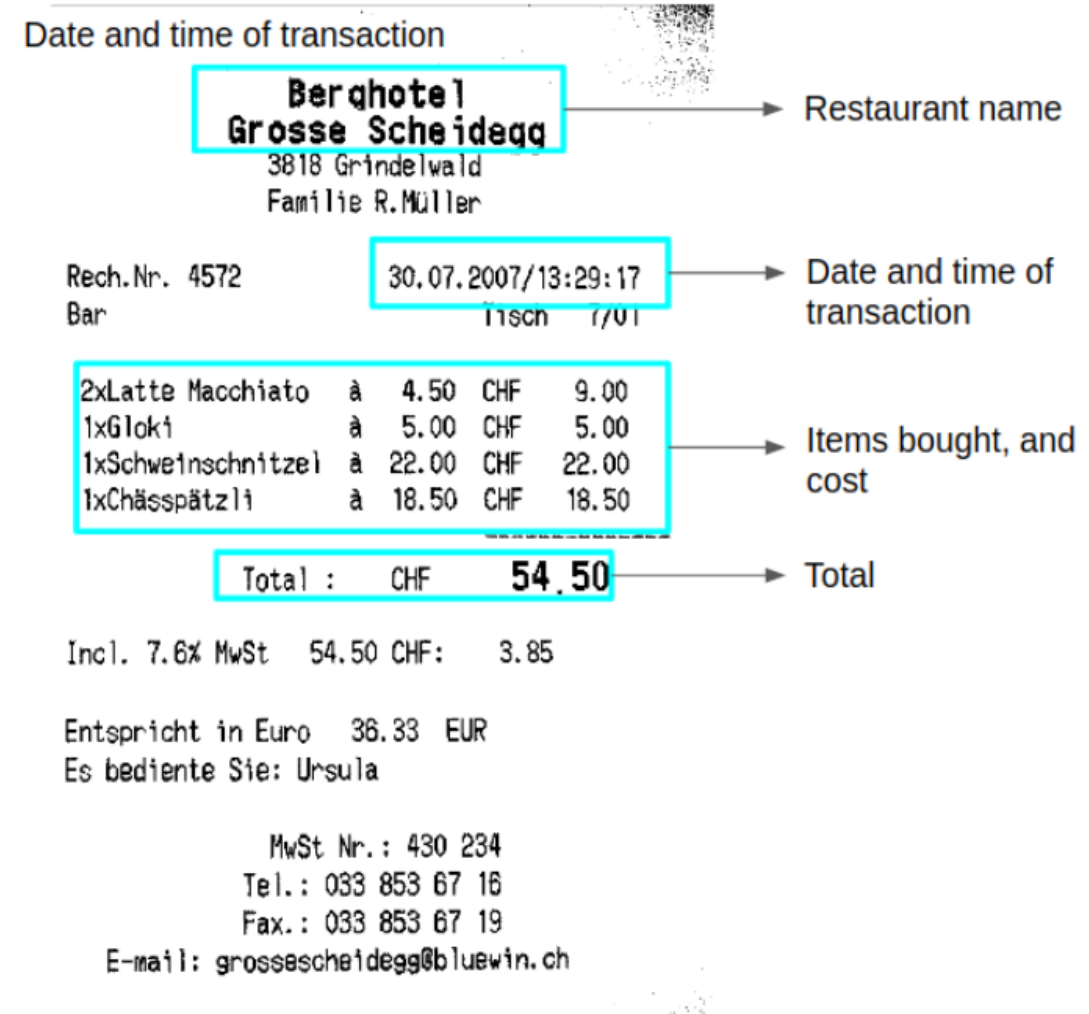 Date and time of transaction
Berghotel
Grosse Scheidegg
Restaurant name
3818 Grindelwald
Familie R.Müller
Rech.Nr. 4572 30.07.2007/13:29:17
Date and time of
transaction
Bar Tisch 7/01
2xLatte Macchiato à 4.50 CHF 9.00
1xGloki à 5.00 CHF 5.00
1xSchweinschnitzel à 22.00 CHF 22.00
1xChässpätzli à 18.50 CHF 18.50
Items bought, and
cost
Total : CHF 54.50
Total
Incl. 7.6% MwSt 54.50 CHF: 3.85
Entspricht in Euro 36.33 EUR
Es bediente Sie: Ursula
MwSt Nr.: 430 234
Tel.: 033 853 67 16
Fax.: 033 853 67 19
E-mail: grossescheidegg@bluewin.ch